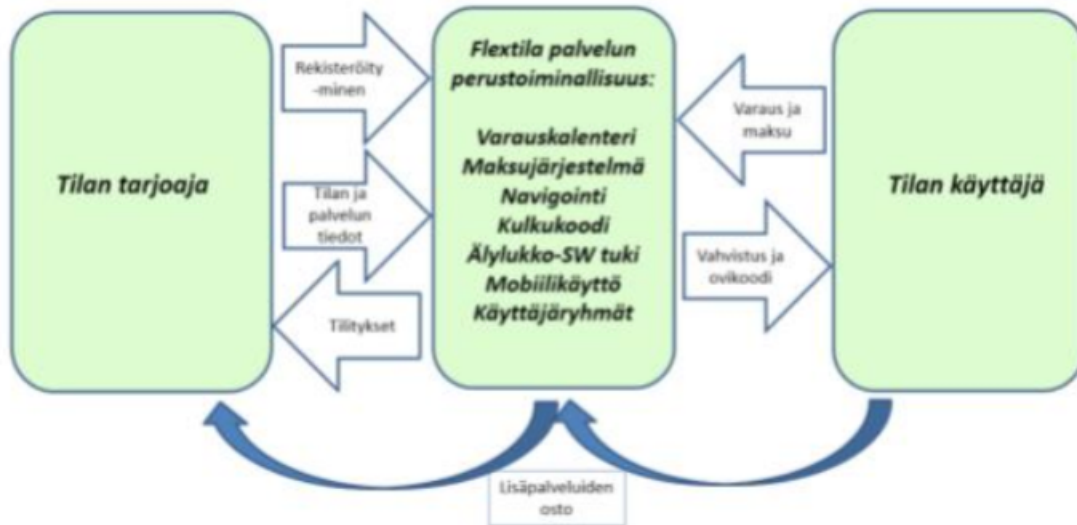 Tilan tarjoaja
Rekisteröity
-minen
Tilan ja
palvelun
tiedot
Tilitykset
Flextila palvelun
perustoiminallisuus:
Varauskalenteri
Maksujärjestelmä
Navigointi
Kulkukoodi
Älylukko-SW tuki
Mobiilikäyttö
Käyttäjäryhmät
Varaus ja
maksu
Vahvistus ja
ovikoodi
Tilan käyttäjä
Lisäpalveluiden
osto